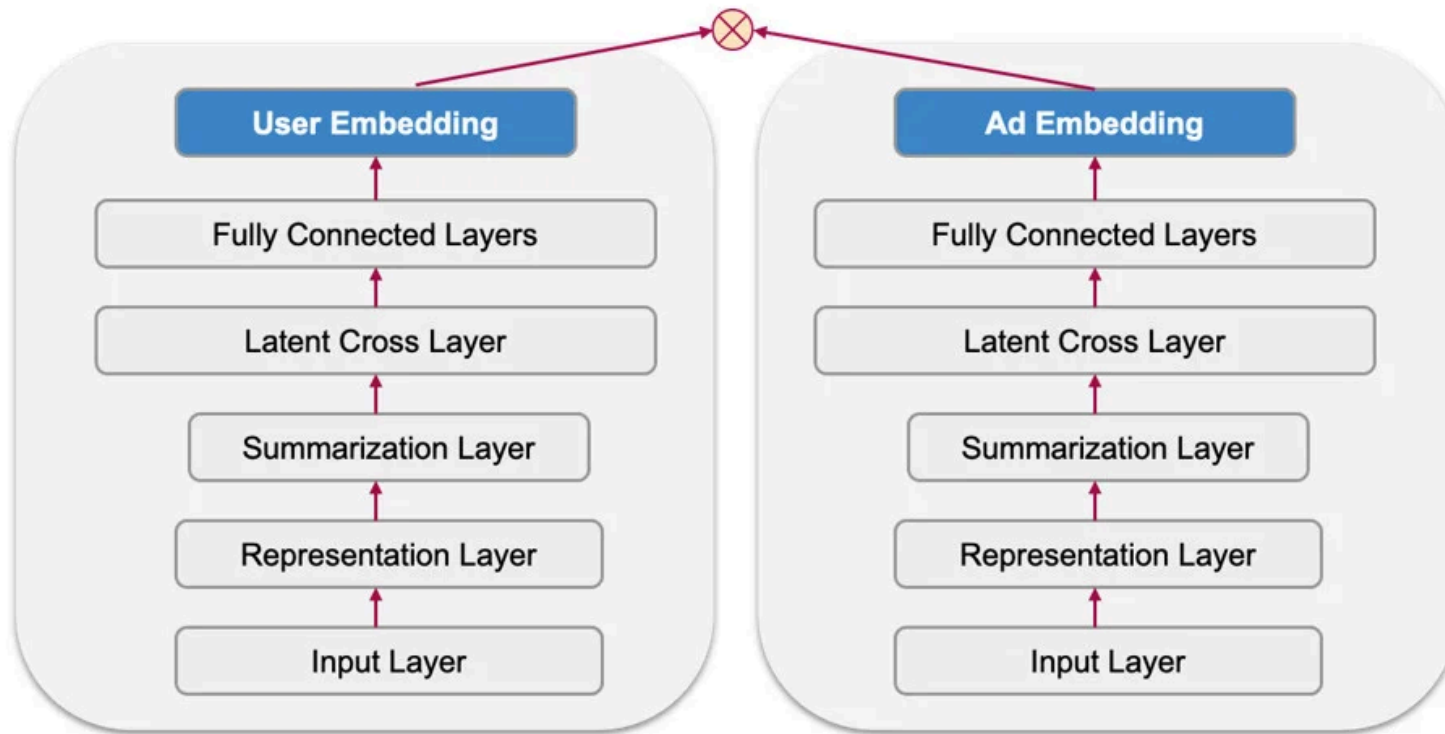 User Embedding
Fully Connected Layers
Latent Cross Layer
Summarization Layer
Representation Layer
Input Layer
Ad Embedding
Fully Connected Layers
Latent Cross Layer
Summarization Layer
Representation Layer
Input Layer